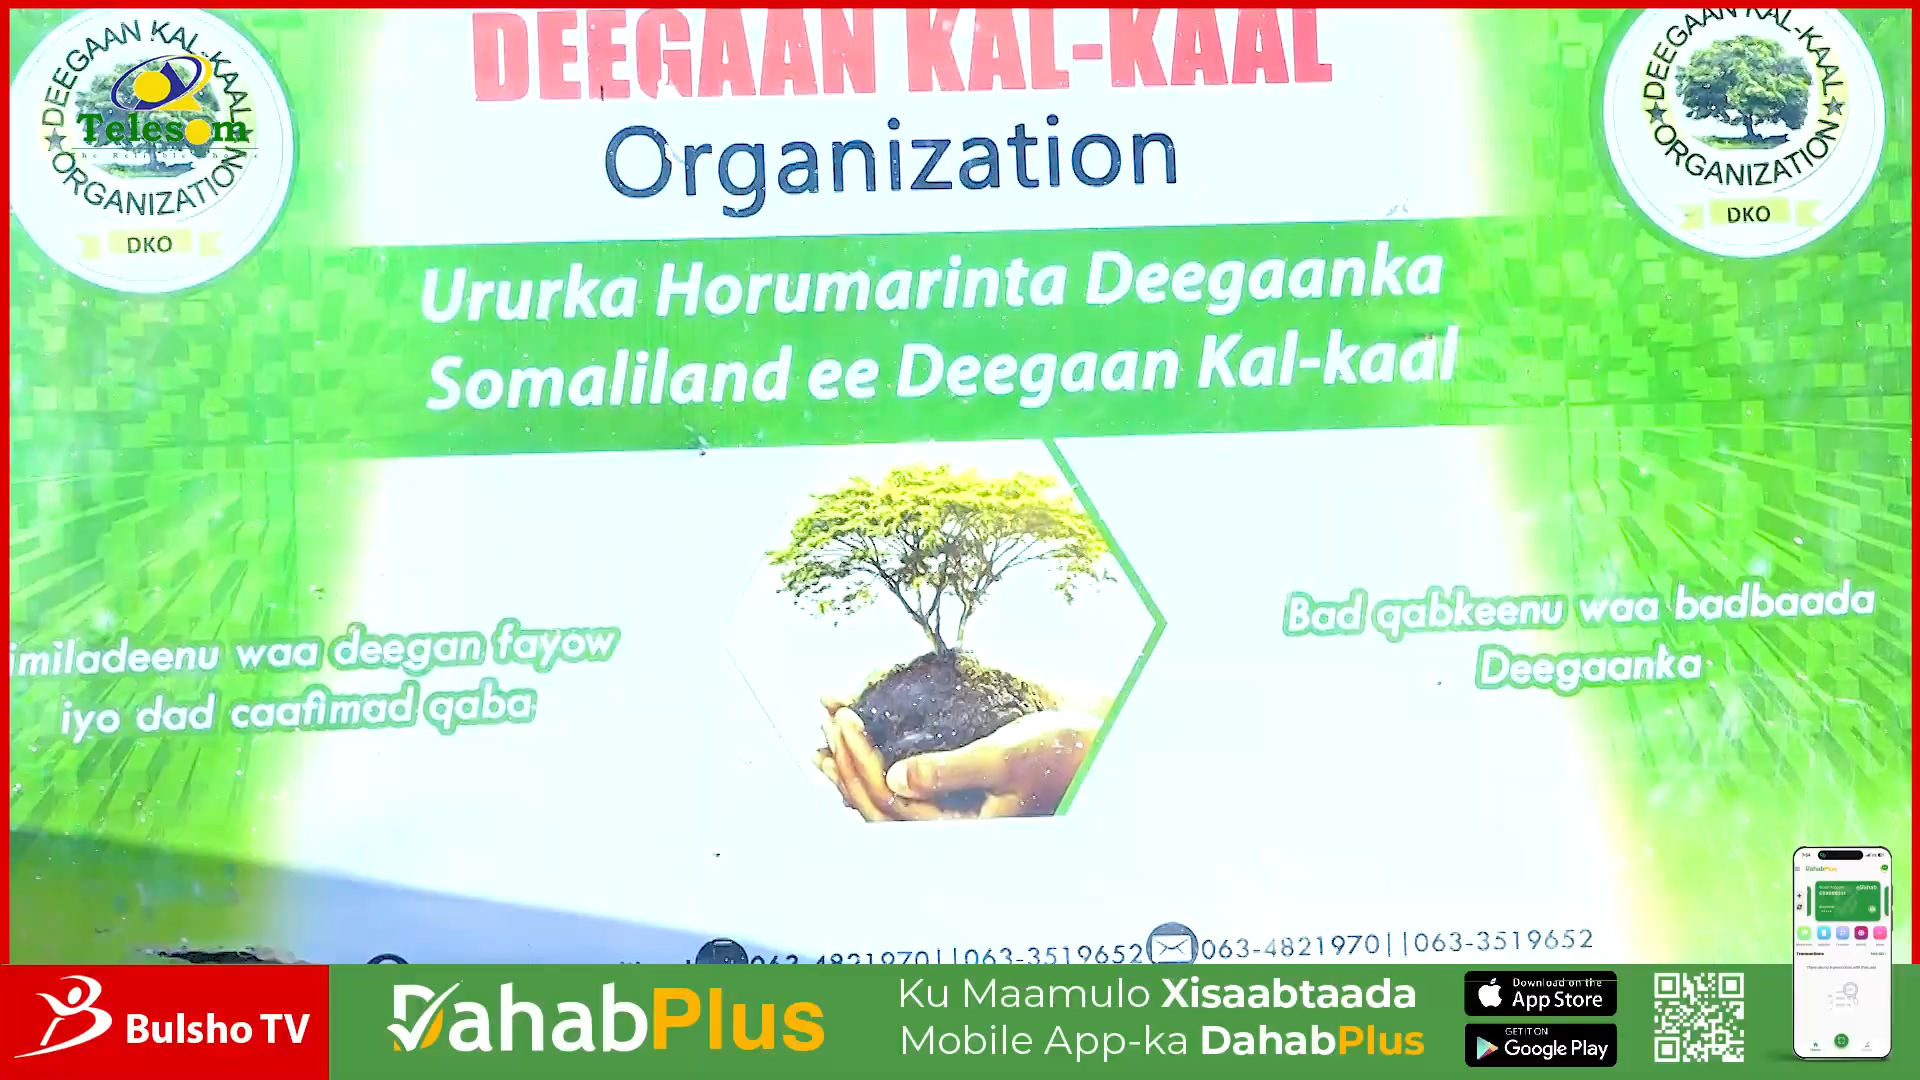 DEEGAAN KAL-KAAL
Organization
DEEGAAN KAL-KAAL
ORGANIZATION
DKO
Telesom
DEEGAAN KAL-KAAL
ORGANIZATION
DKO
Ururka Horumarinta Deegaanka
Somaliland ee Deegaan Kal-kaal
imiladeenu waa deegan fayow
iyo dad caafimad qaba
Bad qabkeenu waa badbaada
Deegaanka
063-4821970||063-3519652
063-4821970||063-3519652
Bulsho TV
DahabPlus
Ku Maamulo Xisaabtaada
Mobile App-ka DahabPlus
Download on the
App Store
GET IT ON
Google Play
DahabPlus